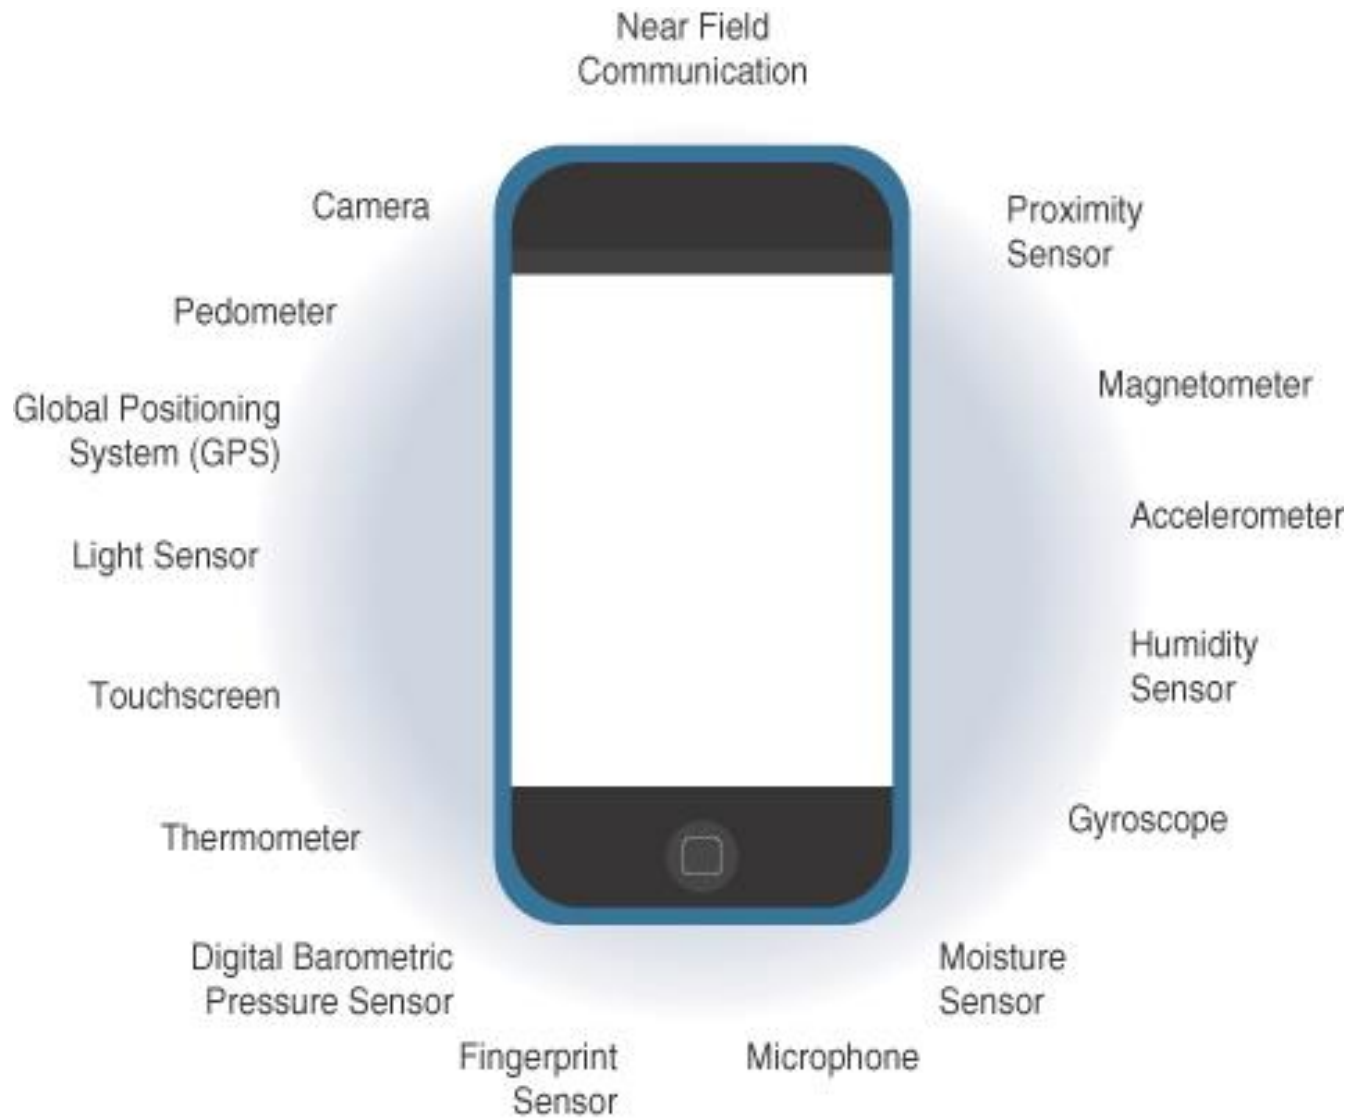 Near Field
Communication
Camera
Proximity
Sensor
Pedometer
Magnetometer
Global Positioning
System (GPS)
Accelerometer
Light Sensor
Humidity
Sensor
Touchscreen
Gyroscope
Thermometer
Digital Barometric
Pressure Sensor
Moisture
Sensor
Fingerprint
Sensor
Microphone